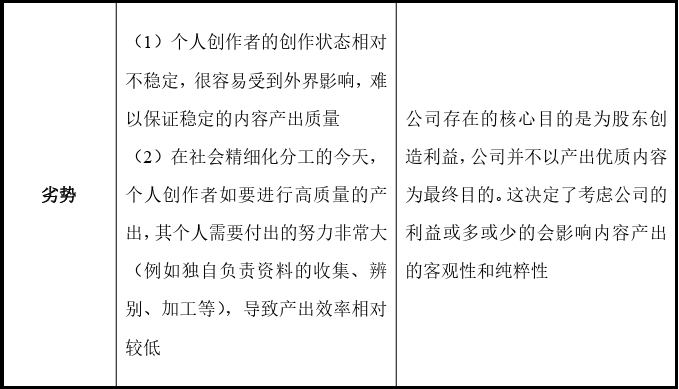 劣势
（1）个人创作者的创作状态相对
不稳定，很容易受到外界影响，难
以保证稳定的内容产出质量
（2）在社会精细化分工的今天，
个人创作者如要进行高质量的产
出，其个人需要付出的努力非常大
（例如独自负责资料的收集、辨
别、加工等），导致产出效率相对
较低
公司存在的核心目的是为股东创
造利益，公司并不以产出优质内容
为最终目的。这决定了考虑公司的
利益或多或少的会影响内容产出
的客观性和纯粹性